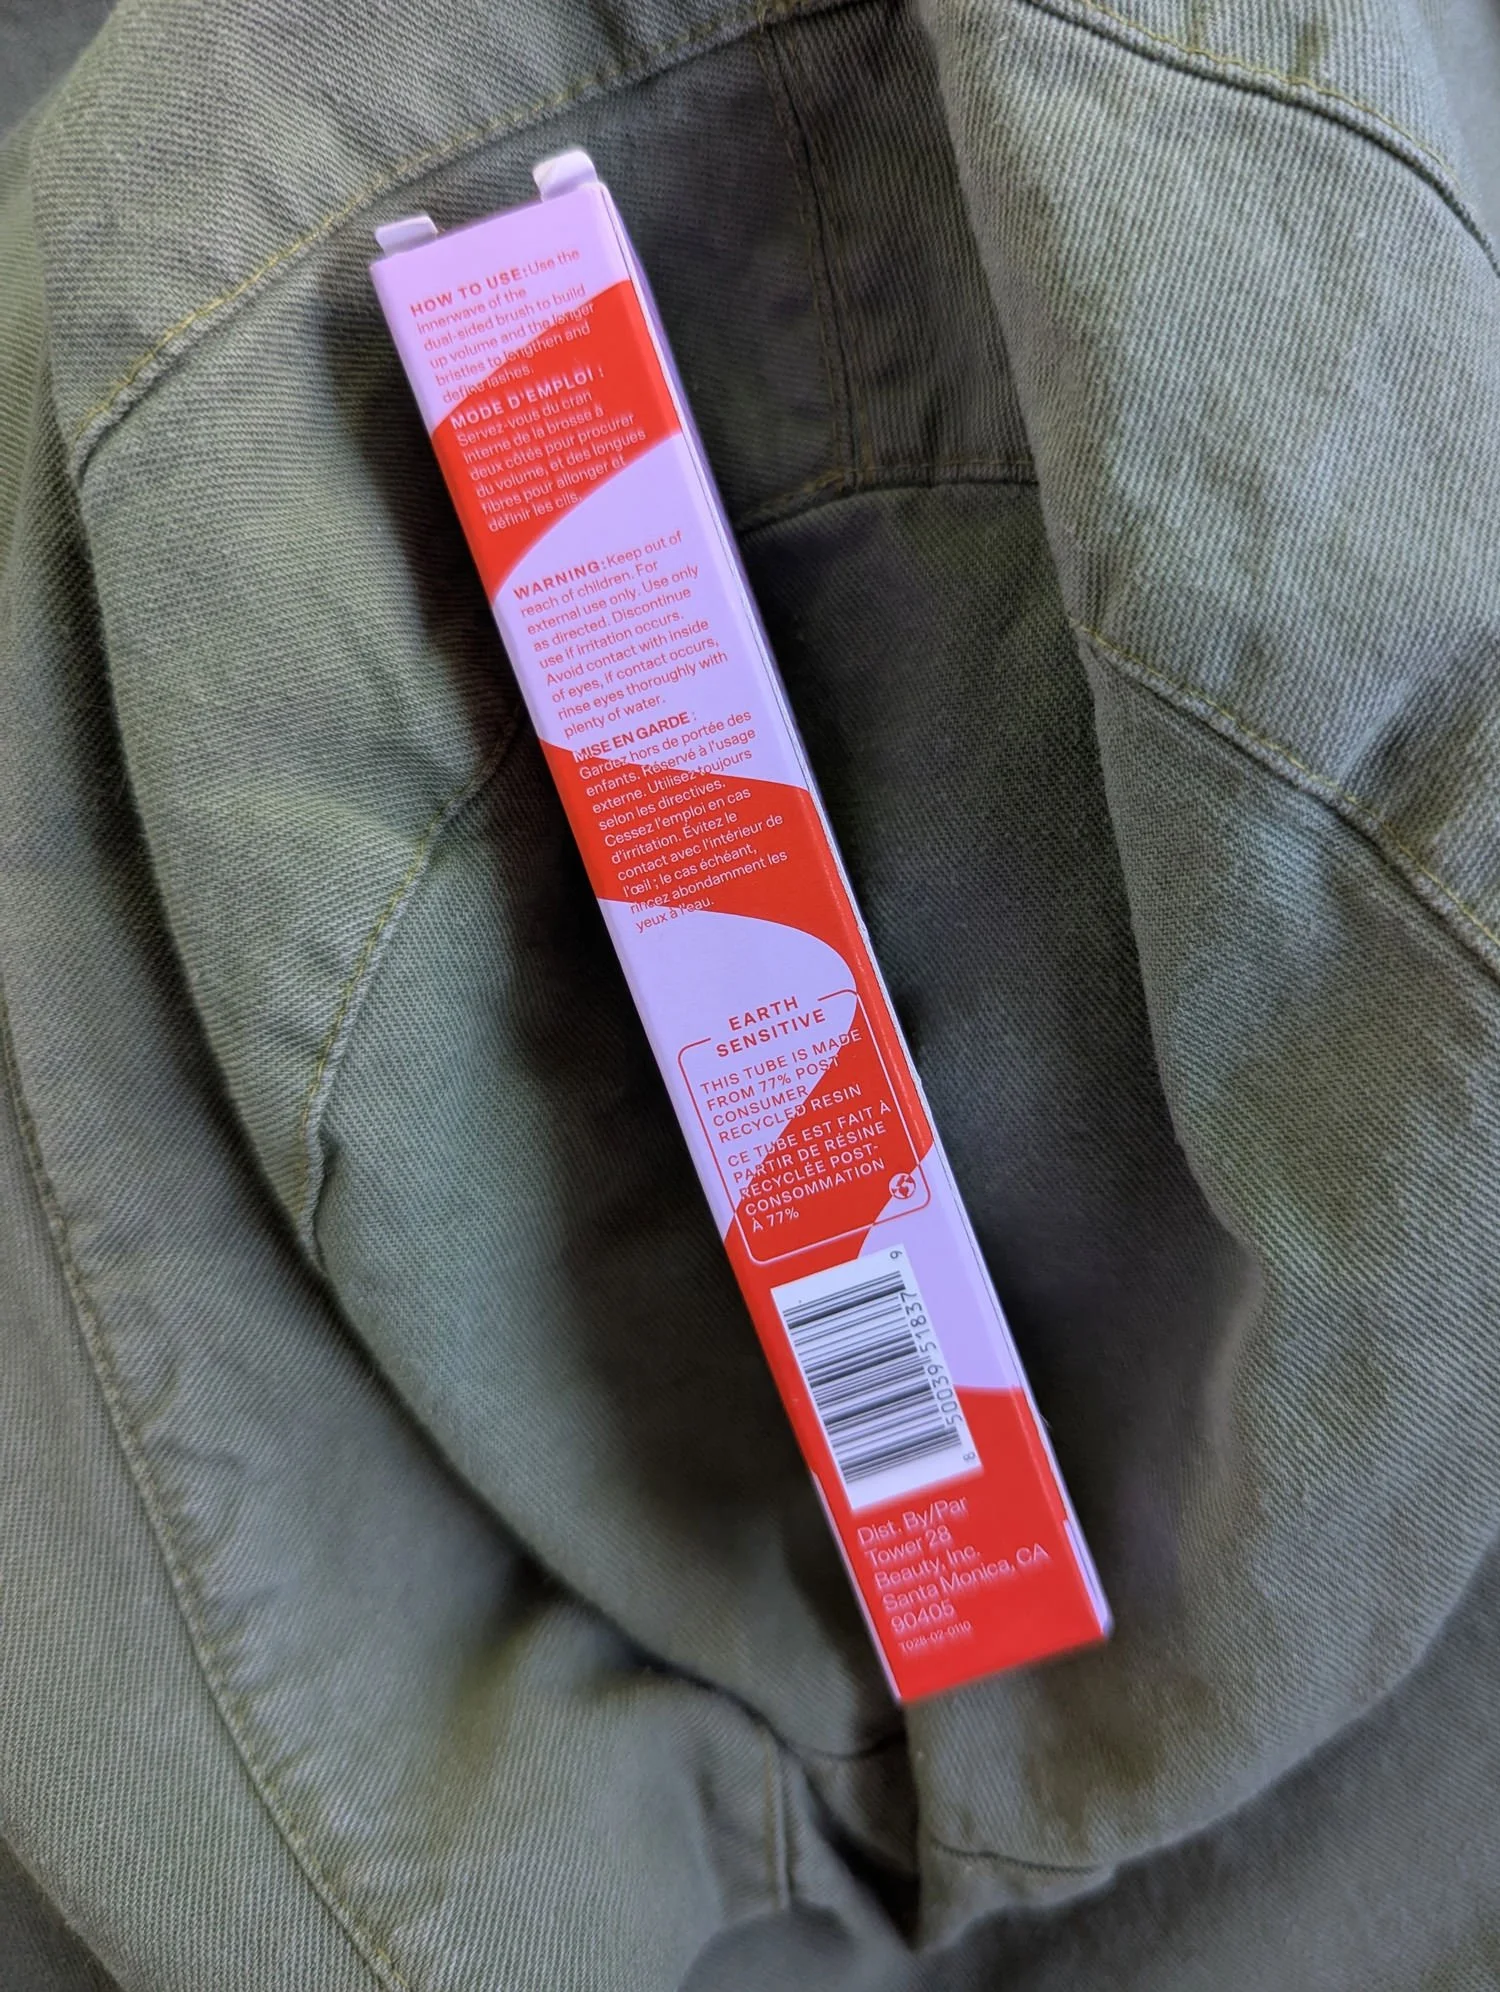 HOW TO USE: Use the
innerwave of the
dual-sided brush to build
up volume and the longer
bristles to lengthen and
define lashes.
MODE D'EMPLOI :
Servez-vous du cran
interne de la brosse à
deux côtés pour procurer
du volume, et des longues
fibres pour allonger et
définir les cils.
WARNING: Keep out of
reach of children. For
external use only. Use only
as directed. Discontinue
use if irritation occurs.
Avoid contact with inside
of eyes, if contact occurs,
rinse eyes thoroughly with
plenty of water.
MISE EN GARDE :
Gardez hors de portée des
enfants. Réservé à l'usage
externe. Utilisez toujours
selon les directives.
Cessez l'emploi en cas
d'irritation. Évitez le
contact avec l'intérieur de
l'œil ; le cas échéant,
rincez abondamment les
yeux à l'eau.
EARTH
SENSITIVE
THIS TUBE IS MADE
FROM 77% POST
CONSUMER
RECYCLED RESIN
CE TUBE EST FAIT À
PARTIR DE RÉSINE
RECYCLÉE POST-
CONSOMMATION
À 77%
8 50039 51837 9
Dist. By/Par
Tower 28
Beauty, Inc.
Santa Monica, CA
90405
T028-02-0110